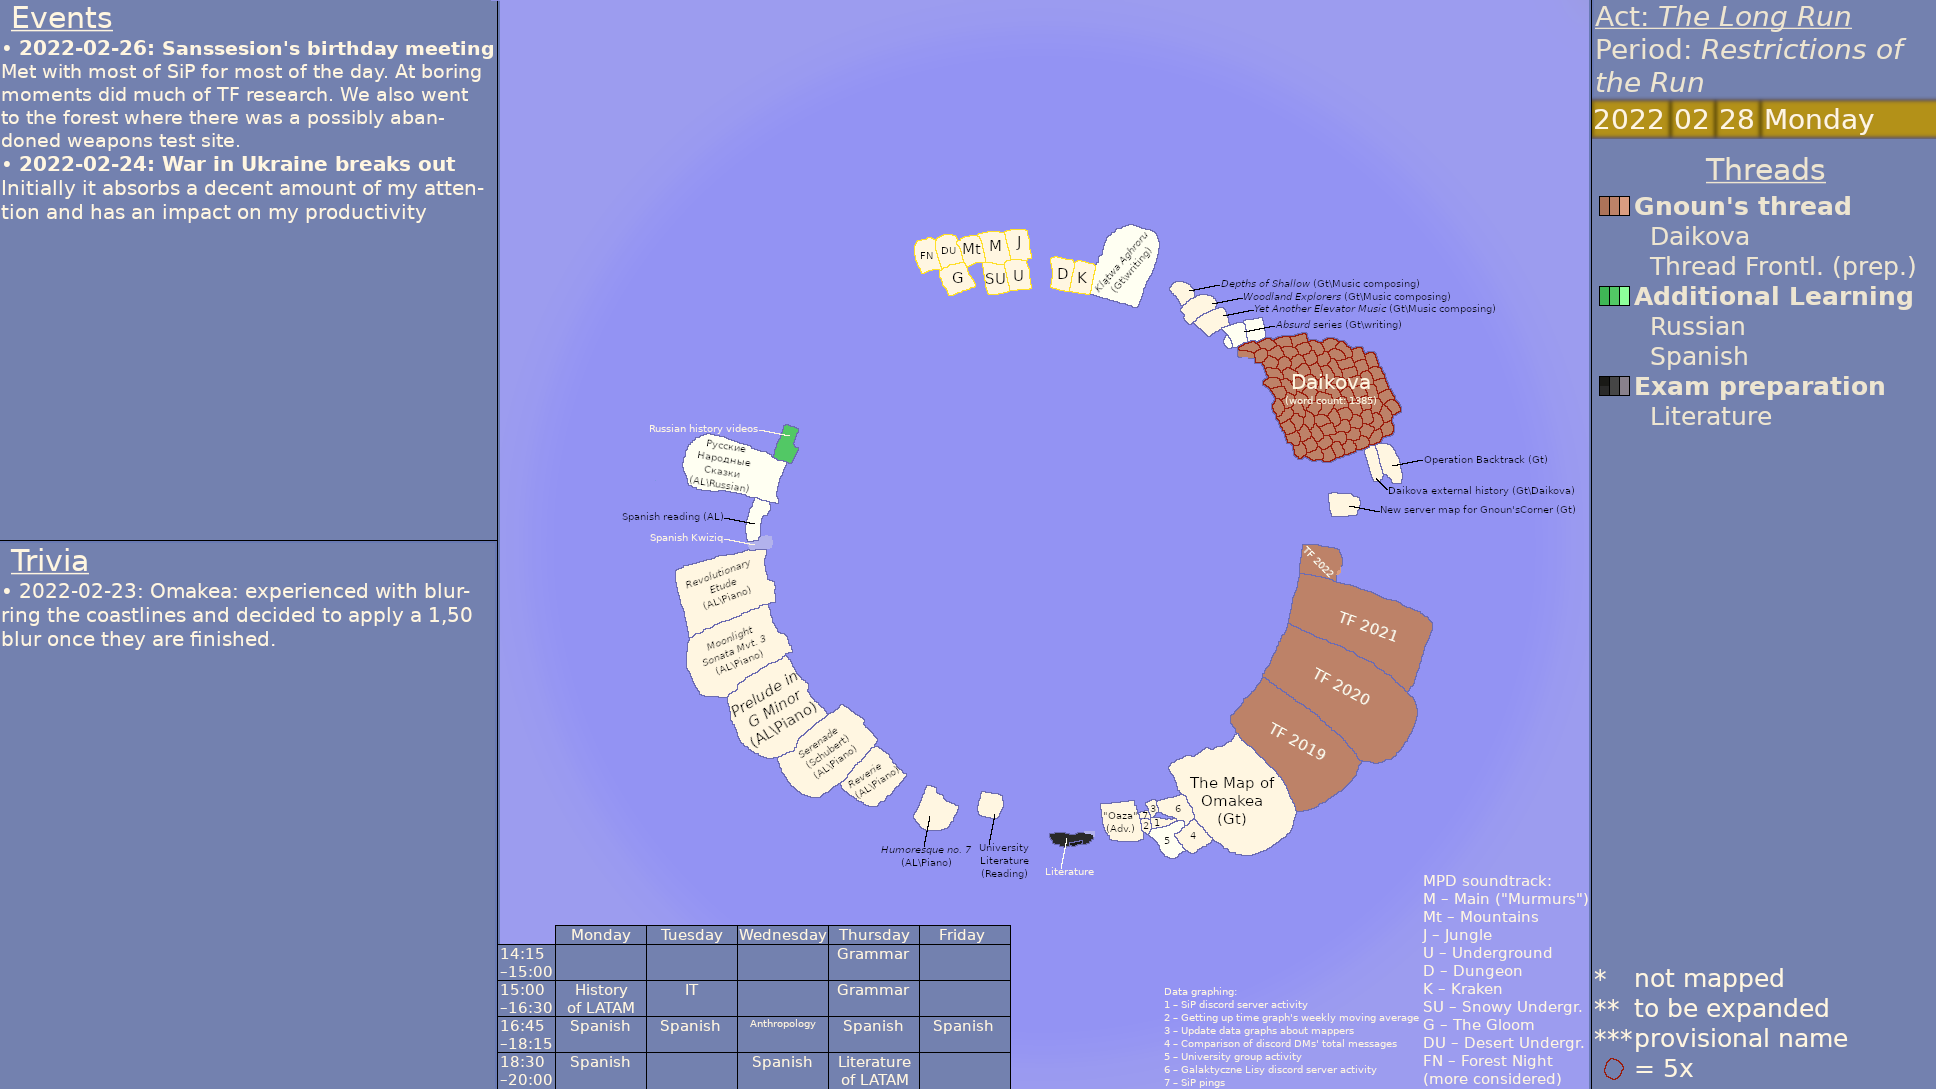 Events
• 2022-02-26: Sanssesion's birthday meeting
Met with most of SiP for most of the day. At boring
moments did much of TF research. We also went
to the forest where there was a possibly aban-
doned weapons test site.
• 2022-02-24: War in Ukraine breaks out
Initially it absorbs a decent amount of my atten-
tion and has an impact on my productivity
Trivia
• 2022-02-23: Omakea: experienced with blur-
ring the coastlines and decided to apply a 1,50
blur once they are finished.
FN
DU
Mt
M
J
G
SU
U
D
K
Klątwa Aghroru
(Gt\writing)
Depths of Shallow (Gt\Music composing)
Woodland Explorers (Gt\Music composing)
Yet Another Elevator Music (Gt\Music composing)
Absurd series (Gt\writing)
Daikova
(word count: 1385)
Operation Backtrack (Gt)
Daikova external history (Gt\Daikova)
New server map for Gnoun'sCorner (Gt)
TF 2022
TF 2021
TF 2020
TF 2019
The Map of
Omakea
(Gt)
"Oaza"
(Adv.)
7
3
6
2
1
5
4
Literature
University
Literature
(Reading)
Humoresque no. 7
(AL\Piano)
Reverie
(AL\Piano)
Serenade
(Schubert)
(AL\Piano)
Prelude in
G Minor
(AL\Piano)
Moonlight
Sonata Mvt. 3
(AL\Piano)
Revolutionary
Etude
(AL\Piano)
Spanish Kwiziq
Spanish reading (AL)
Русские
Народные
Сказки
(AL\Russian)
Russian history videos
Monday Tuesday Wednesday Thursday Friday
14:15
–15:00
Grammar
15:00
–16:30
History
of LATAM
IT
Grammar
16:45
–18:15
Spanish
Spanish
Anthropology
Spanish
Spanish
18:30
–20:00
Spanish
Spanish
Literature
of LATAM
Data graphing:
1 – SiP discord server activity
2 – Getting up time graph's weekly moving average
3 – Update data graphs about mappers
4 – Comparison of discord DMs' total messages
5 – University group activity
6 – Galaktyczne Lisy discord server activity
7 – SiP pings
MPD soundtrack:
M – Main ("Murmurs")
Mt – Mountains
J – Jungle
U – Underground
D – Dungeon
K – Kraken
SU – Snowy Undergr.
G – The Gloom
DU – Desert Undergr.
FN – Forest Night
(more considered)
Act: The Long Run
Period: Restrictions of
the Run
2022 02 28 Monday
Threads
Gnoun's thread
Daikova
Thread Frontl. (prep.)
Additional Learning
Russian
Spanish
Exam preparation
Literature
* not mapped
** to be expanded
*** provisional name
= 5x